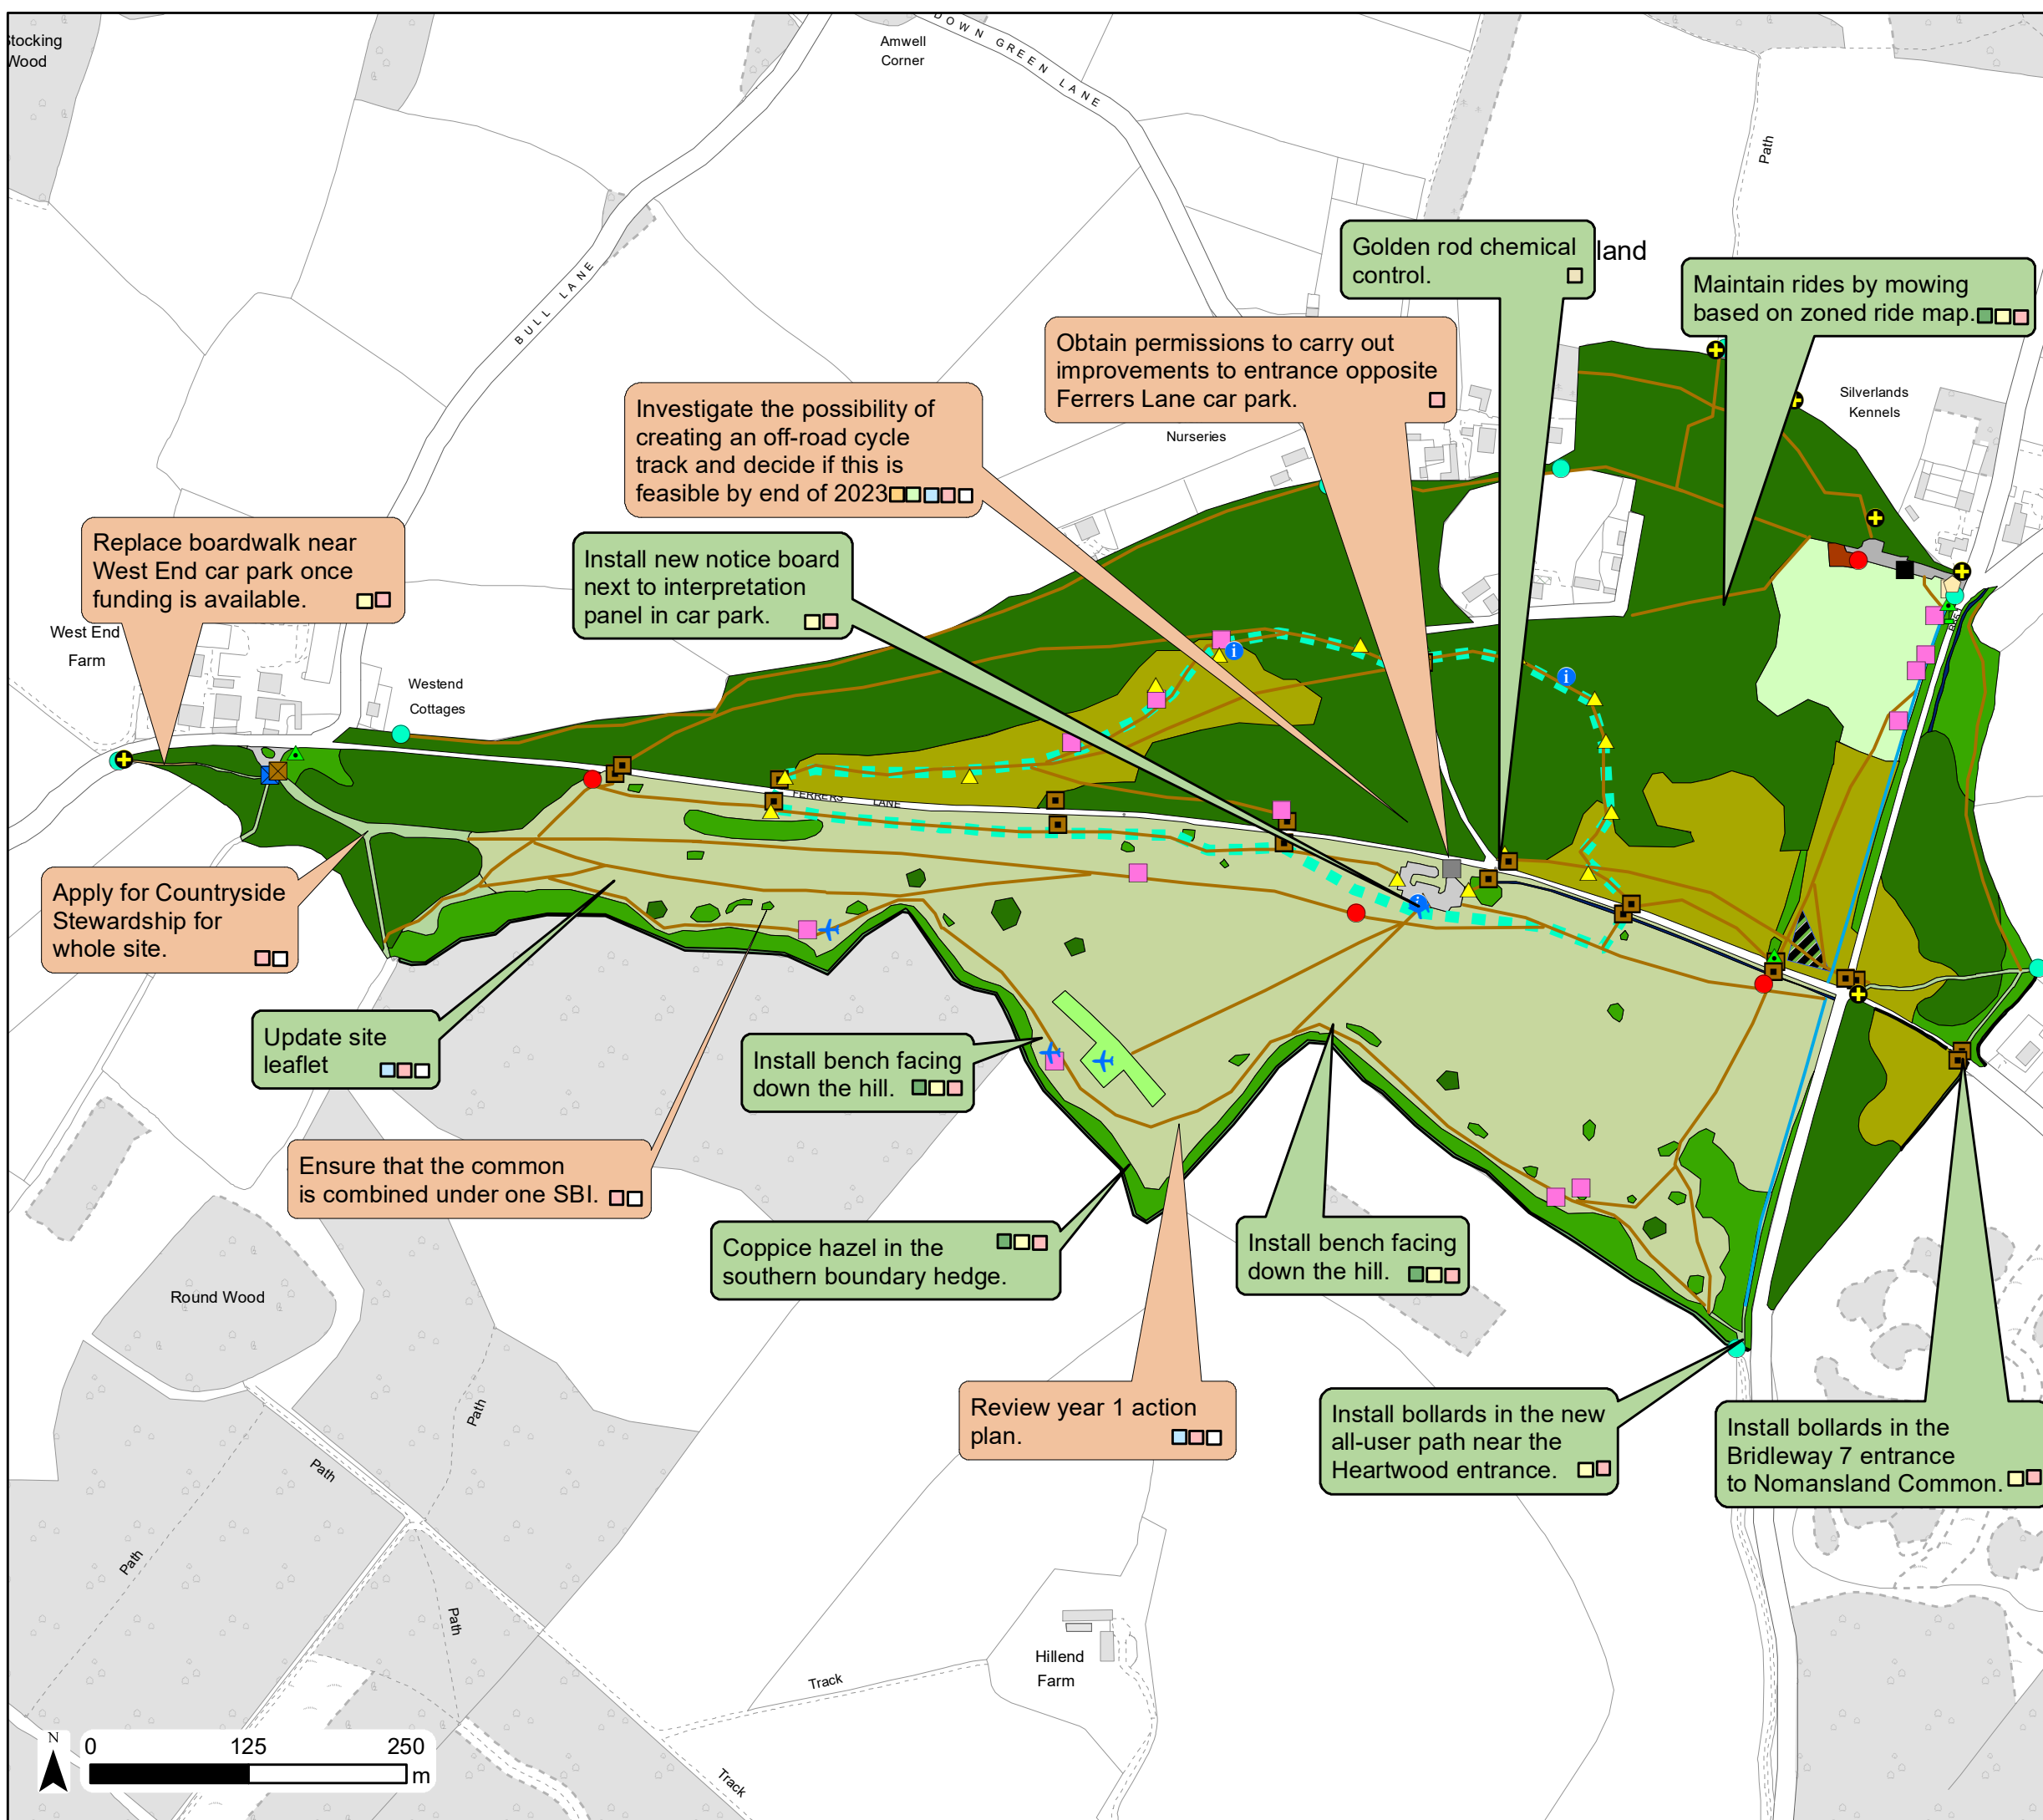 Stocking
Wood
Amwell
Corner
DOWN GREEN LANE
Path
BULL LANE
Golden rod chemical
control.
land
Maintain rides by mowing
based on zoned ride map.
Obtain permissions to carry out
improvements to entrance opposite
Ferrers Lane car park.
Nurseries
Silverlands
Kennels
Investigate the possibility of
creating an off-road cycle
track and decide if this is
feasible by end of 2023
Replace boardwalk near
West End car park once
funding is available.
Install new notice board
next to interpretation
panel in car park.
West End
Farm
Westend
Cottages
FERRERS LANE
Apply for Countryside
Stewardship for
whole site.
Update site
leaflet
Install bench facing
down the hill.
Ensure that the common
is combined under one SBI.
Coppice hazel in the
southern boundary hedge.
Install bench facing
down the hill.
Round Wood
Review year 1 action
plan.
Install bollards in the new
all-user path near the
Heartwood entrance.
Install bollards in the
Bridleway 7 entrance
to Nomansland Common.
Path
Path
Path
Path
Hillend
Farm
Track
Track
N
0 125 250
m